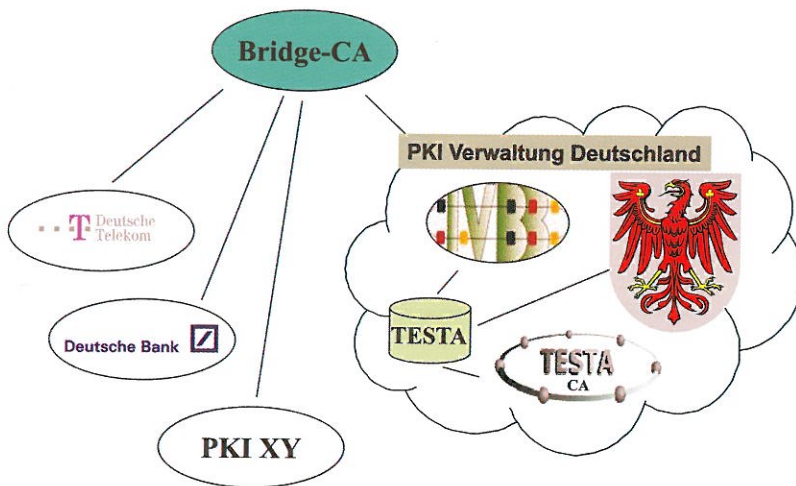 Bridge-CA
PKI Verwaltung Deutschland
IVBB
T Deutsche
Telekom
TESTA
Deutsche Bank
TESTA
CA
PKI XY